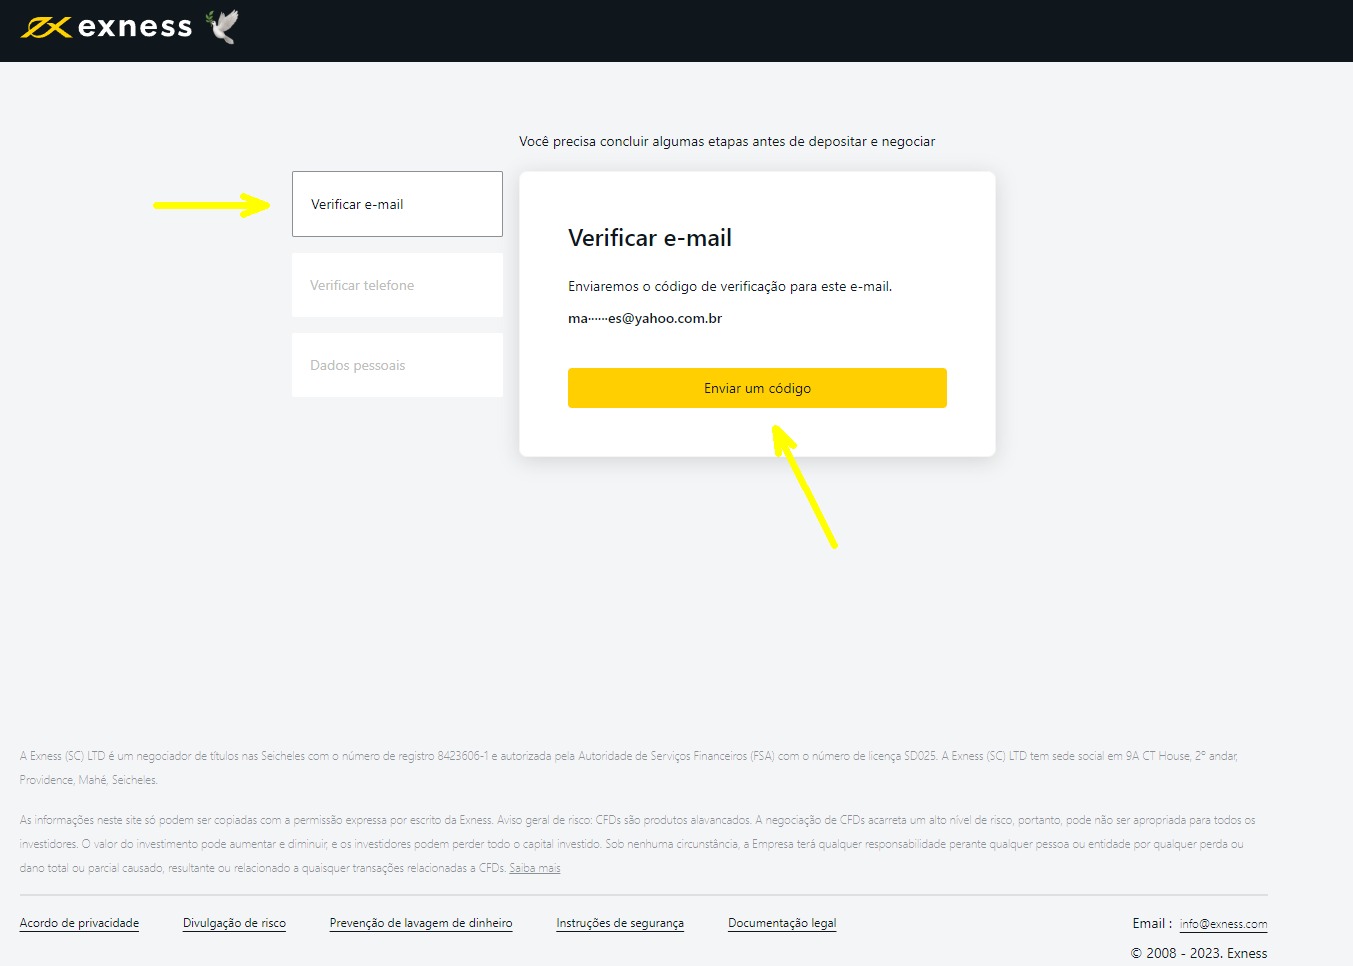 exness
Você precisa concluir algumas etapas antes de depositar e negociar
Verificar e-mail
Verificar telefone
Dados pessoais
Verificar e-mail
Enviaremos o código de verificação para este e-mail.
ma······es@yahoo.com.br
Enviar um código
A Exness (SC) LTD é um negociador de títulos nas Seicheles com o número de registro 8423606-1 e autorizada pela Autoridade de Serviços Financeiros (FSA) com o número de licença SD025. A Exness (SC) LTD tem sede social em 9A CT House, 2º andar,
Providence, Mahé, Seicheles.
As informações neste site só podem ser copiadas com a permissão expressa por escrito da Exness. Aviso geral de risco: CFDs são produtos alavancados. A negociação de CFDs acarreta um alto nível de risco, portanto, pode não ser apropriada para todos os
investidores. O valor do investimento pode aumentar e diminuir, e os investidores podem perder todo o capital investido. Sob nenhuma circunstância, a Empresa terá qualquer responsabilidade perante qualquer pessoa ou entidade por qualquer perda ou
dano total ou parcial causado, resultante ou relacionado a quaisquer transações relacionadas a CFDs. Saiba mais
Acordo de privacidade Divulgação de risco Prevenção de lavagem de dinheiro Instruções de segurança Documentação legal Email : info@exness.com
© 2008 - 2023. Exness